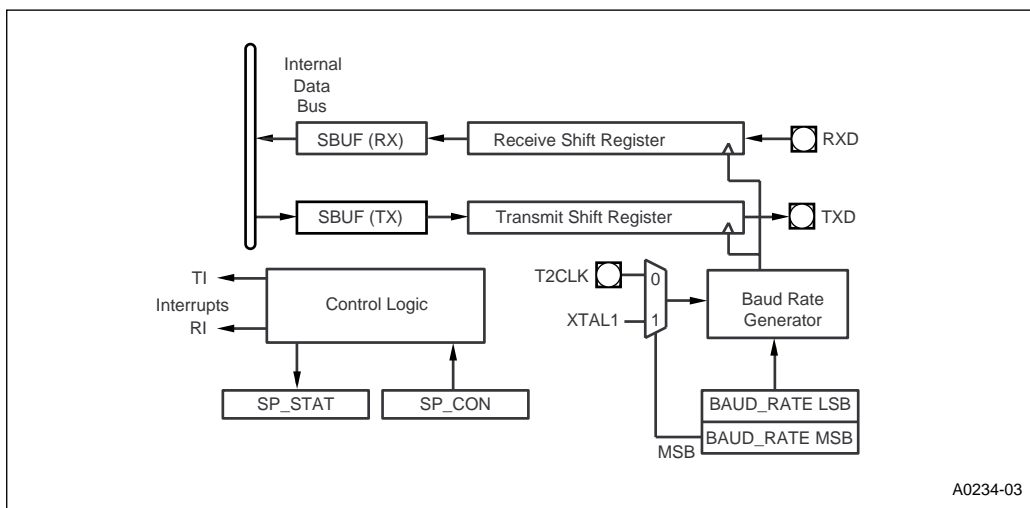 Internal
Data
Bus
SBUF (RX)
Receive Shift Register
RXD
SBUF (TX)
Transmit Shift Register
TXD
TI
Interrupts
RI
Control Logic
T2CLK
0
XTAL1
1
Baud Rate
Generator
SP_STAT
SP_CON
BAUD_RATE LSB
BAUD_RATE MSB
MSB
A0234-03